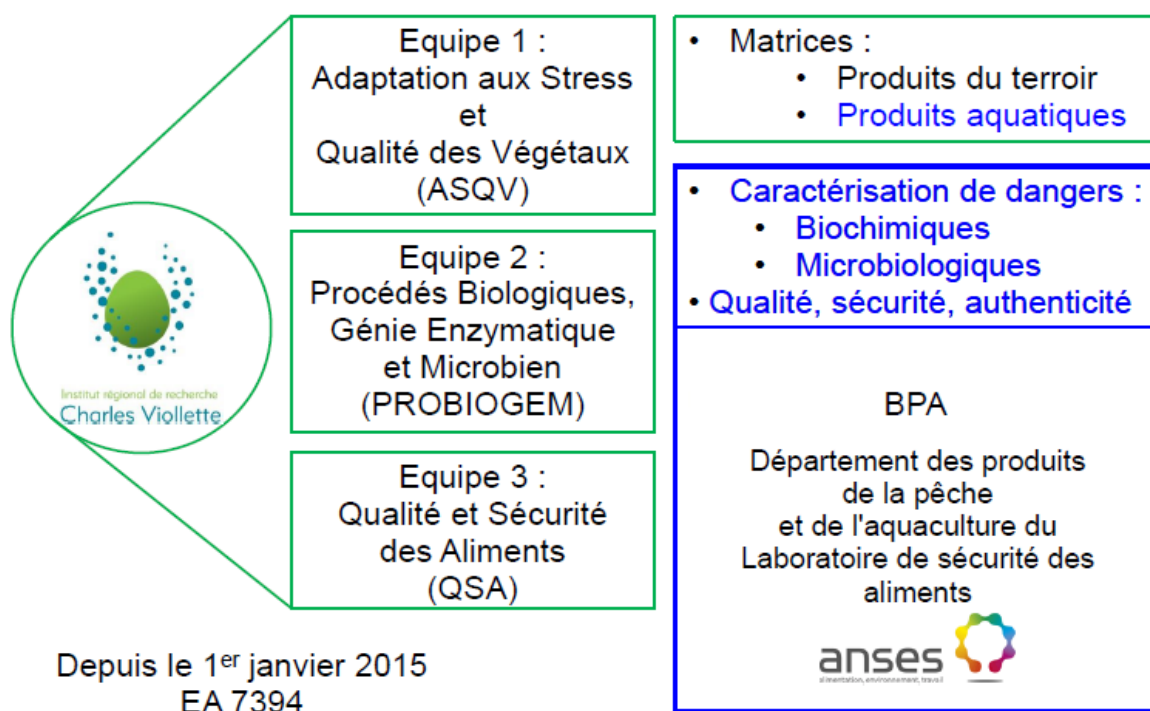 Equipe 1 :
Adaptation aux Stress
et
Qualité des Végétaux
(ASQV)
Equipe 2 :
Procédés Biologiques,
Génie Enzymatique
et Microbien
(PROBIOGEM)
Equipe 3 :
Qualité et Sécurité
des Aliments
(QSA)
Institut régional de recherche
Charles Viollette
Depuis le 1er janvier 2015
EA 7394
• Matrices :
• Produits du terroir
• Produits aquatiques
• Caractérisation de dangers :
• Biochimiques
• Microbiologiques
• Qualité, sécurité, authenticité
BPA
Département des produits
de la pêche
et de l'aquaculture du
Laboratoire de sécurité des
aliments
anses
alimentation, environnement, travail